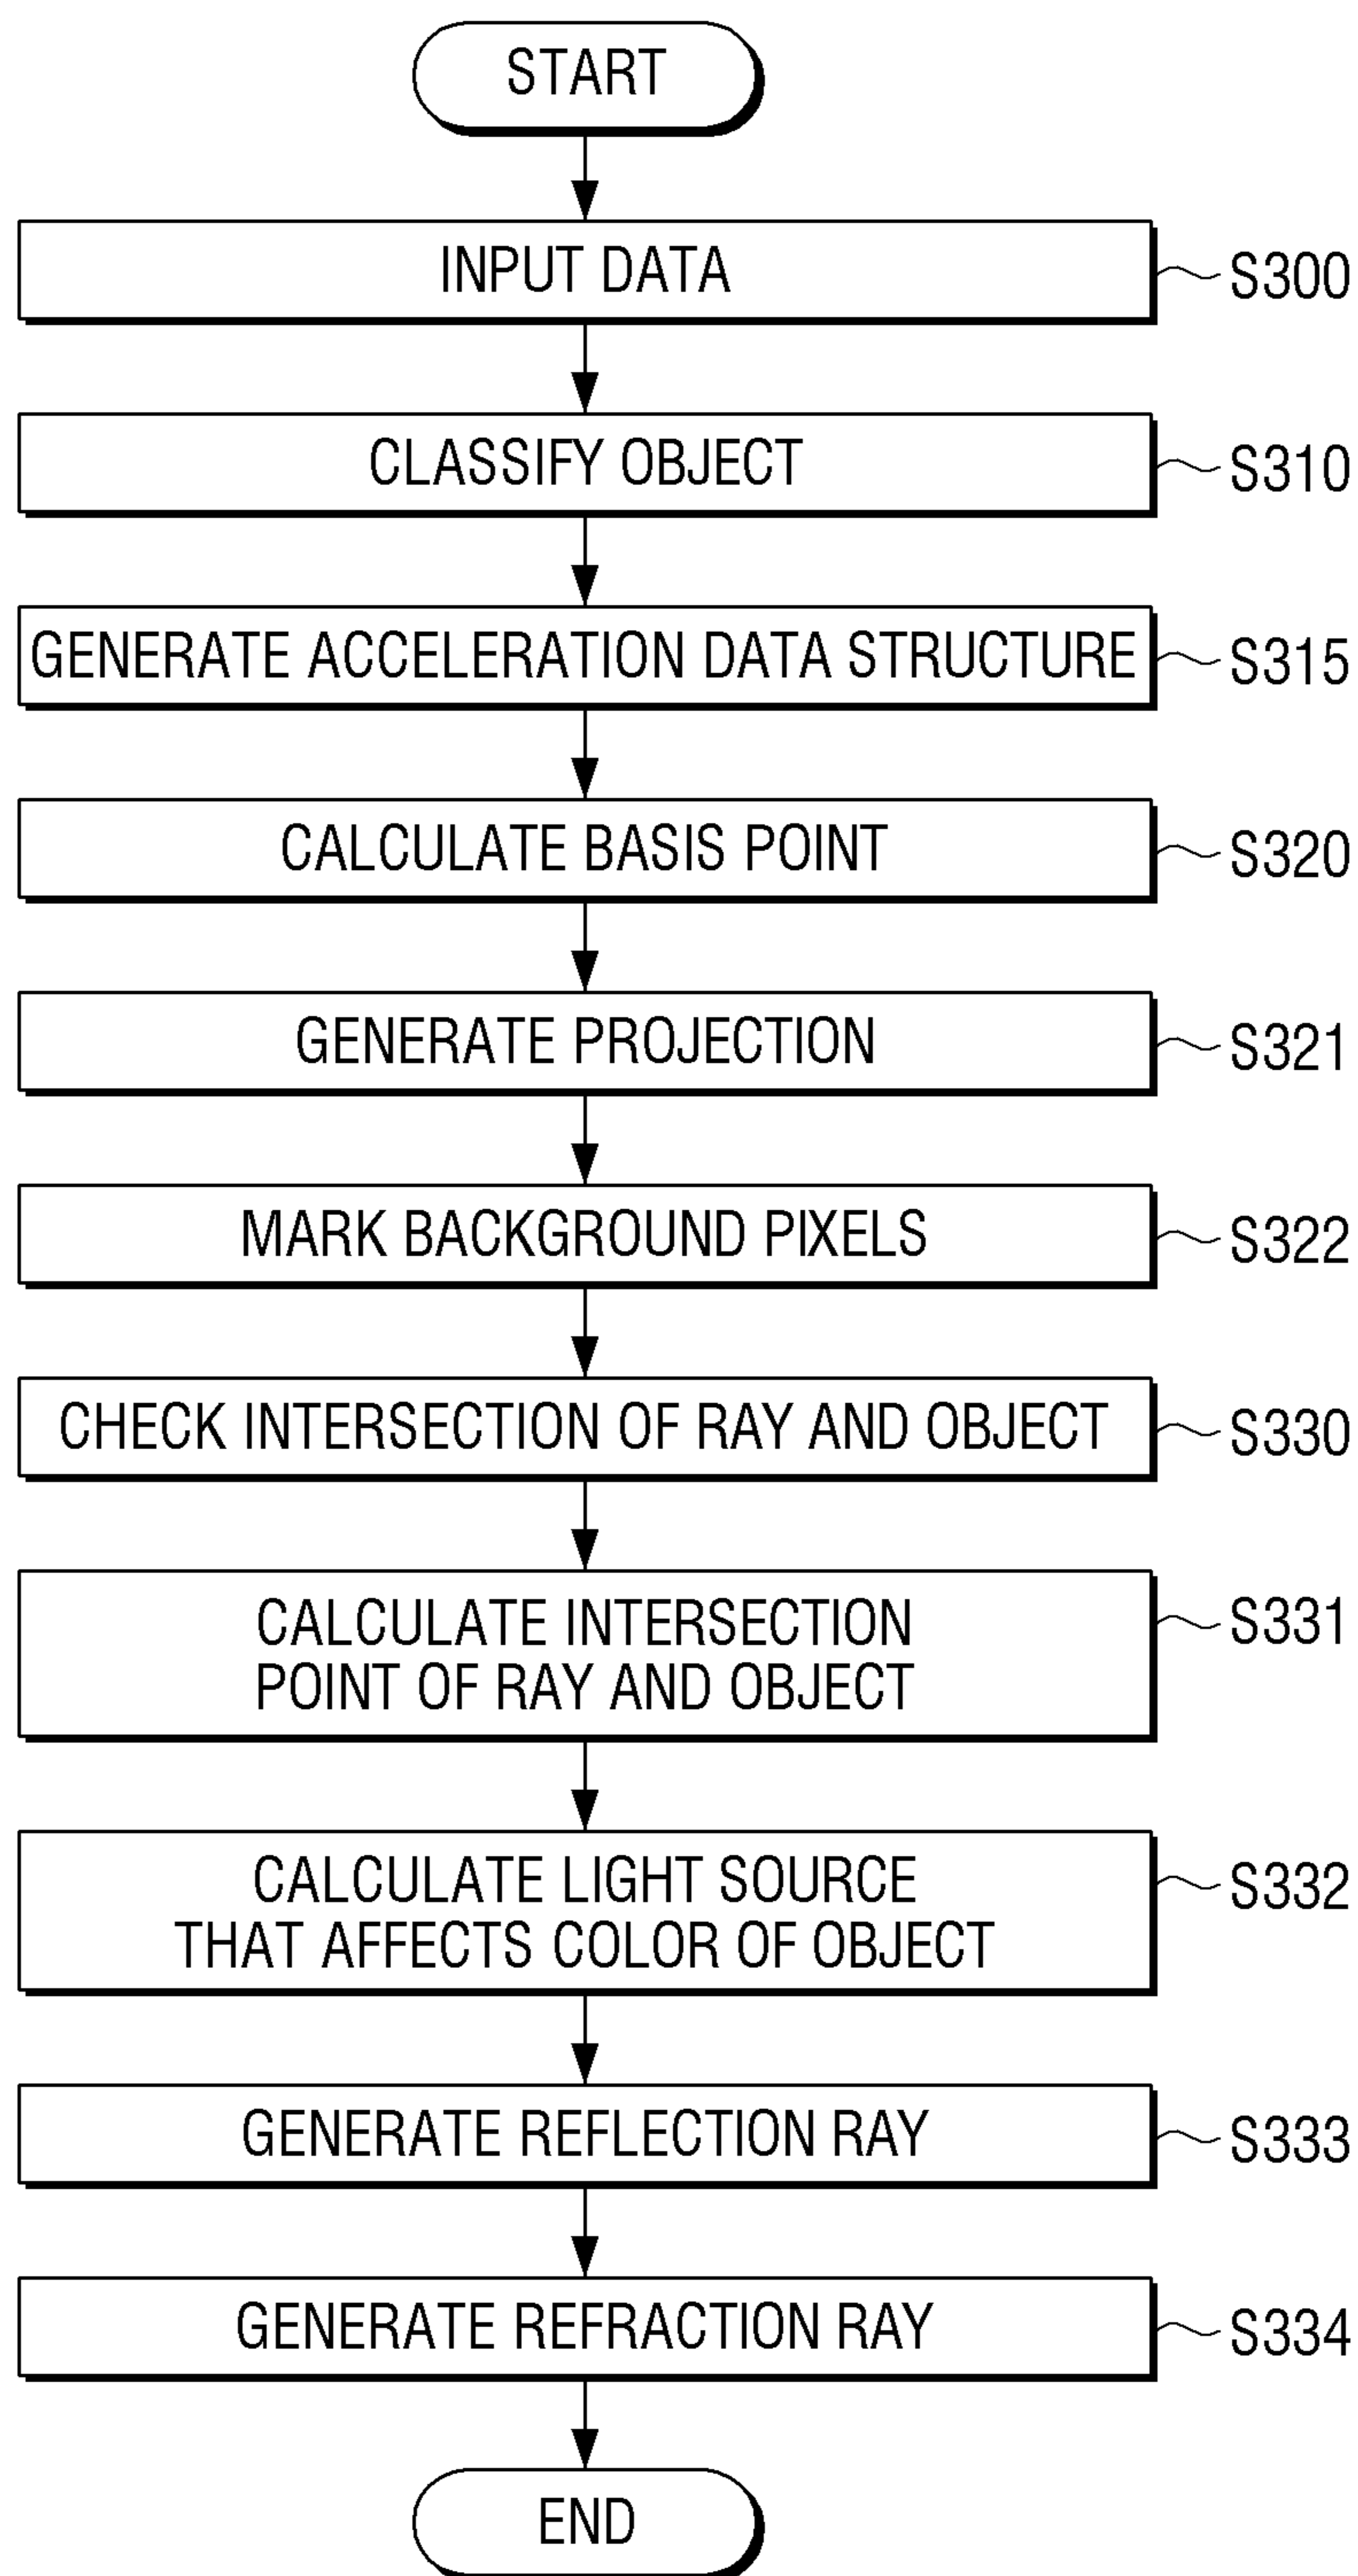 START
INPUT DATA
S300
CLASSIFY OBJECT
S310
GENERATE ACCELERATION DATA STRUCTURE
S315
CALCULATE BASIS POINT
S320
GENERATE PROJECTION
S321
MARK BACKGROUND PIXELS
S322
CHECK INTERSECTION OF RAY AND OBJECT
S330
CALCULATE INTERSECTION
POINT OF RAY AND OBJECT
S331
CALCULATE LIGHT SOURCE
THAT AFFECTS COLOR OF OBJECT
S332
GENERATE REFLECTION RAY
S333
GENERATE REFRACTION RAY
S334
END